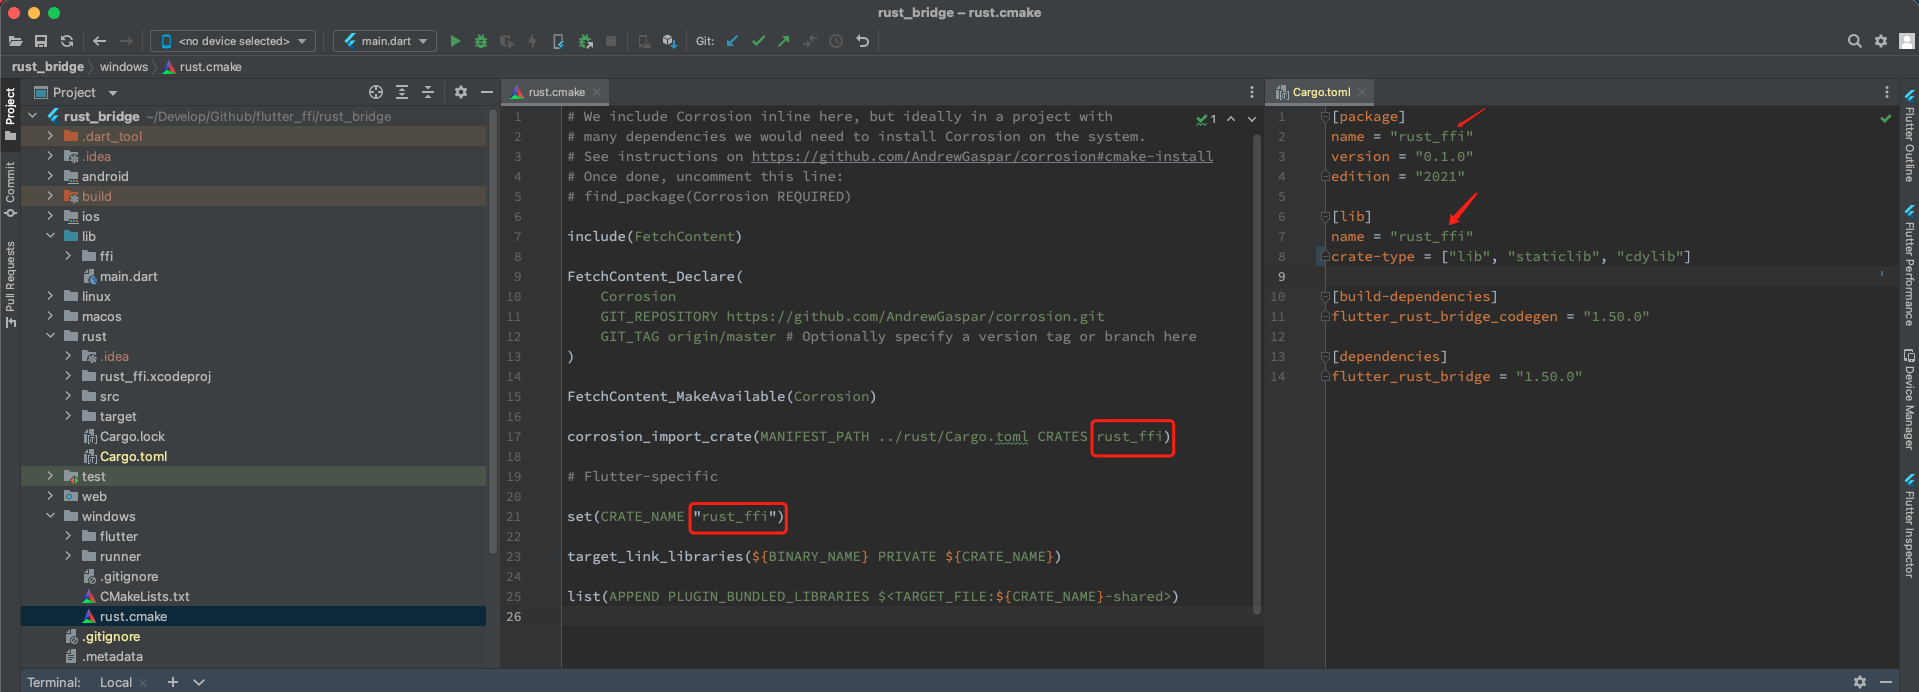 rust_bridge – rust.cmake
<no device selected>
main.dart
Git:
rust_bridge
windows
rust.cmake
Project
rust_bridge ~/Develop/Github/flutter_ffi/rust_bridge
.dart_tool
.idea
android
build
ios
lib
ffi
main.dart
linux
macos
rust
.idea
rust_ffi.xcodeproj
src
target
Cargo.lock
Cargo.toml
test
web
windows
flutter
runner
.gitignore
CMakeLists.txt
rust.cmake
.gitignore
.metadata
Project
Commit
Pull Requests
rust.cmake
1
1 # We include Corrosion inline here, but ideally in a project with
2 # many dependencies we would need to install Corrosion on the system.
3 # See instructions on https://github.com/AndrewGaspar/corrosion#cmake-install
4 # Once done, uncomment this line:
5 # find_package(Corrosion REQUIRED)
6
7 include(FetchContent)
8
9 FetchContent_Declare(
10 Corrosion
11 GIT_REPOSITORY https://github.com/AndrewGaspar/corrosion.git
12 GIT_TAG origin/master # Optionally specify a version tag or branch here
13 )
14
15 FetchContent_MakeAvailable(Corrosion)
16
17 corrosion_import_crate(MANIFEST_PATH ../rust/Cargo.toml CRATES rust_ffi)
18
19 # Flutter-specific
20
21 set(CRATE_NAME "rust_ffi")
22
23 target_link_libraries(${BINARY_NAME} PRIVATE ${CRATE_NAME})
24
25 list(APPEND PLUGIN_BUNDLED_LIBRARIES $<TARGET_FILE:${CRATE_NAME}-shared>)
26
Cargo.toml
1 [package]
2 name = "rust_ffi"
3 version = "0.1.0"
4 edition = "2021"
5
6 [lib]
7 name = "rust_ffi"
8 crate-type = ["lib", "staticlib", "cdylib"]
9
10 [build-dependencies]
11 flutter_rust_bridge_codegen = "1.50.0"
12
13 [dependencies]
14 flutter_rust_bridge = "1.50.0"
Flutter Outline
Flutter Performance
Device Manager
Flutter Inspector
Terminal:
Local